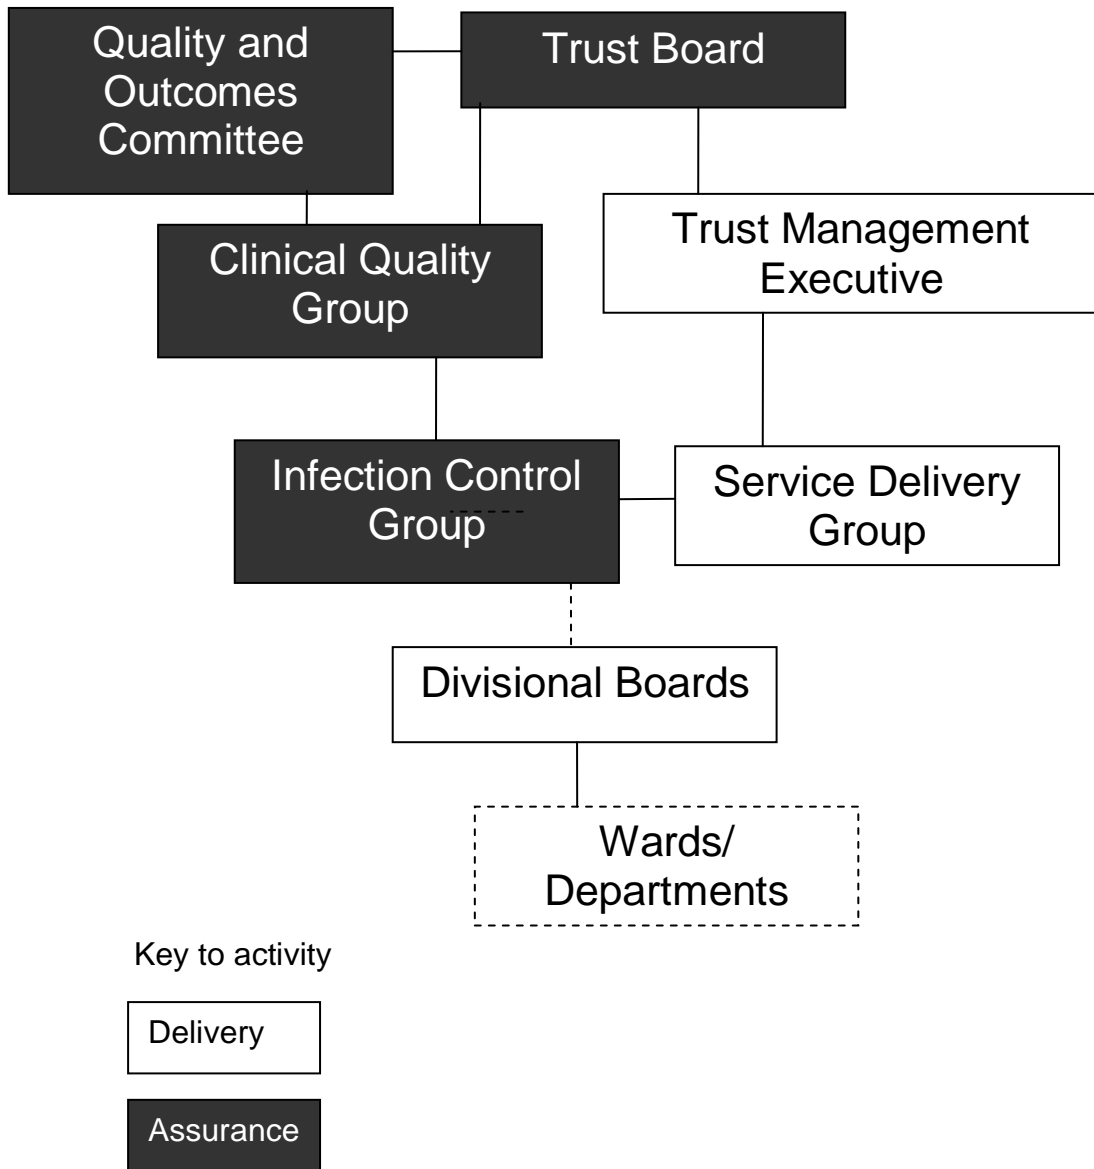 Quality and
Outcomes
Committee
Trust Board
Clinical Quality
Group
Trust Management
Executive
Infection Control
Group
Service Delivery
Group
Divisional Boards
Wards/
Departments
Key to activity
Delivery
Assurance